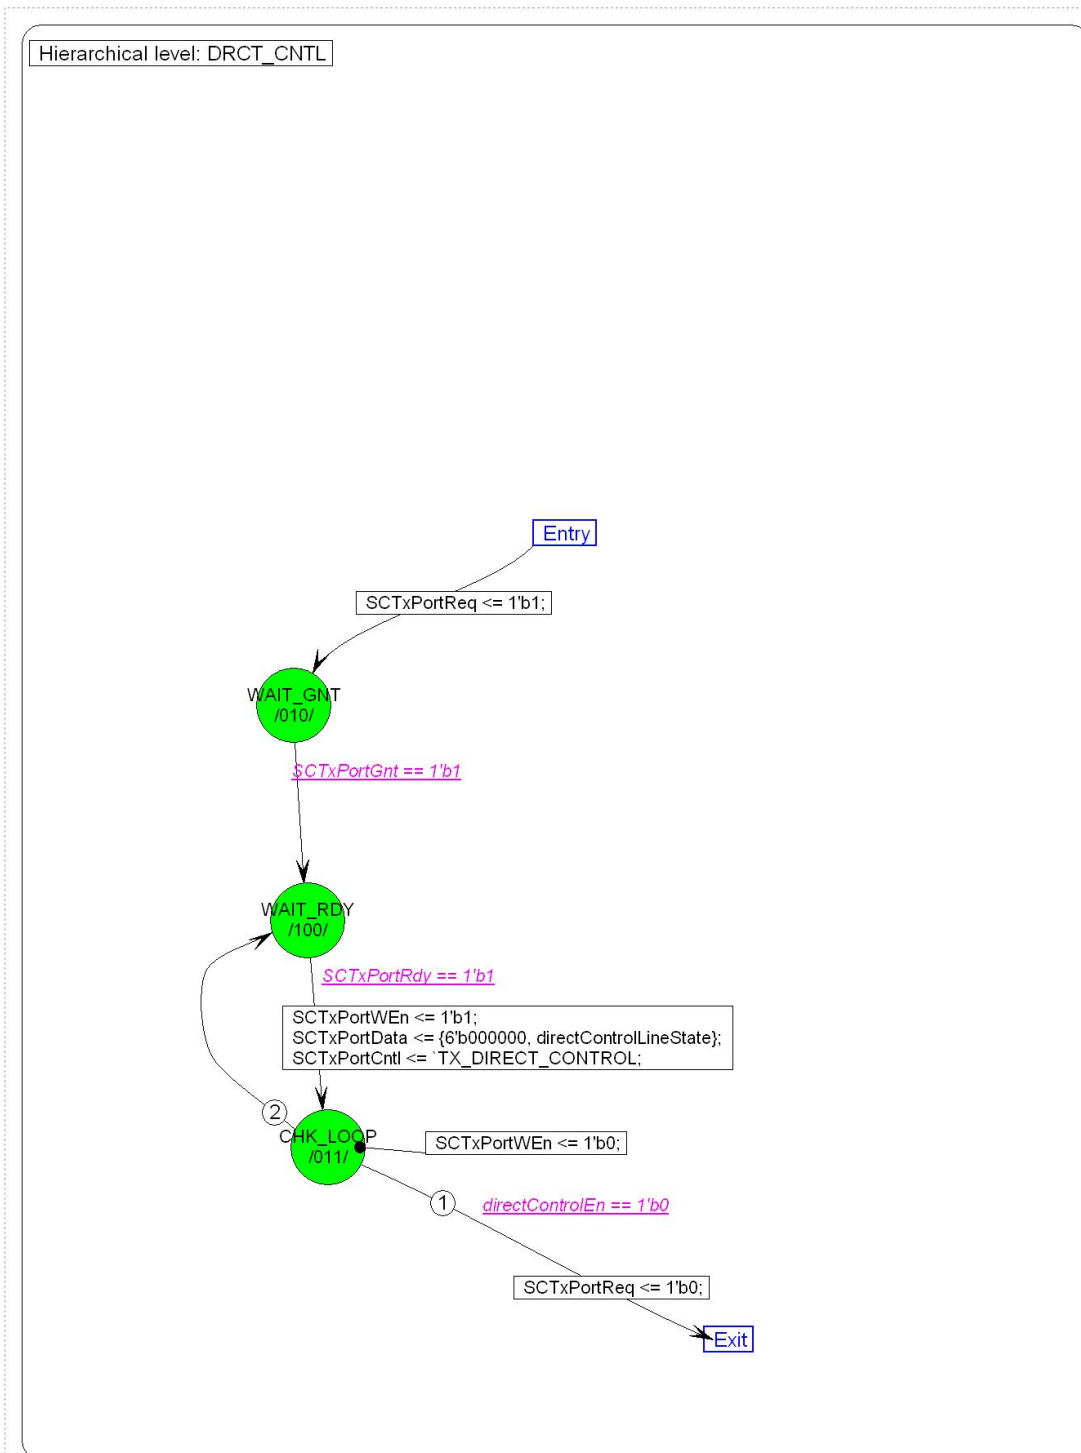 Hierarchical level: DRCT_CNTL
Entry
SCTxPortReq <= 1'b1;
WAIT_GNT
/010/
SCTxPortGnt == 1'b1
WAIT_RDY
/100/
SCTxPortRdy == 1'b1
SCTxPortWEn <= 1'b1;
SCTxPortData <= {6'b000000, directControlLineState};
SCTxPortCntl <= `TX_DIRECT_CONTROL;
2
CHK_LOOP
/011/
SCTxPortWEn <= 1'b0;
1
directControlEn == 1'b0
SCTxPortReq <= 1'b0;
Exit